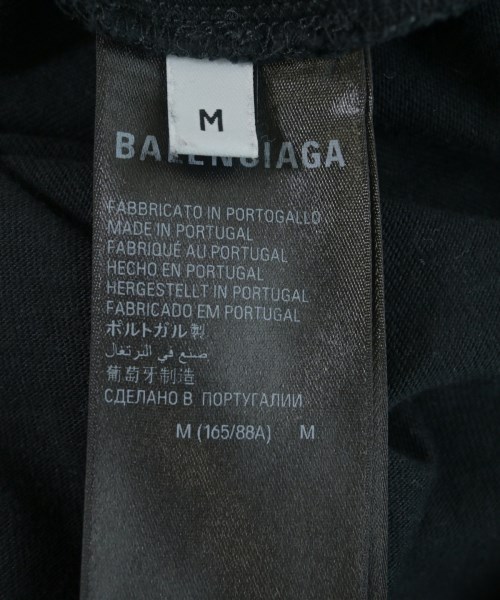 M
BALENCIAGA
FABBRICATO IN PORTOGALLO
MADE IN PORTUGAL
FABRIQUÉ AU PORTUGAL
HECHO EN PORTUGAL
HERGESTELLT IN PORTUGAL
FABRICADO EM PORTUGAL
ポルトガル製
صنع في البرتغال
葡萄牙制造
СДЕЛАНО В ПОРТУГАЛИИ
M (165/88A) M